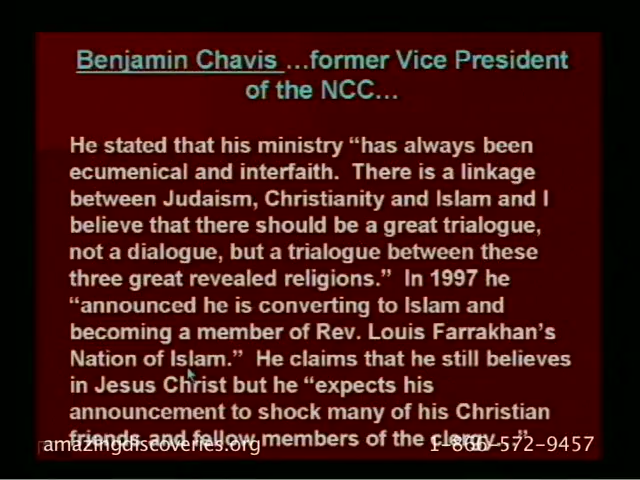 Benjamin Chavis …former Vice President
of the NCC…
He stated that his ministry “has always been
ecumenical and interfaith. There is a linkage
between Judaism, Christianity and Islam and I
believe that there should be a great trialogue,
not a dialogue, but a trialogue between these
three great revealed religions.” In 1997 he
“announced he is converting to Islam and
becoming a member of Rev. Louis Farrakhan’s
Nation of Islam.” He claims that he still believes
in Jesus Christ but he “expects his
announcement to shock many of his Christian
friends and fellow members of the clergy…”
amazingdiscoveries.org 1-866-572-9457